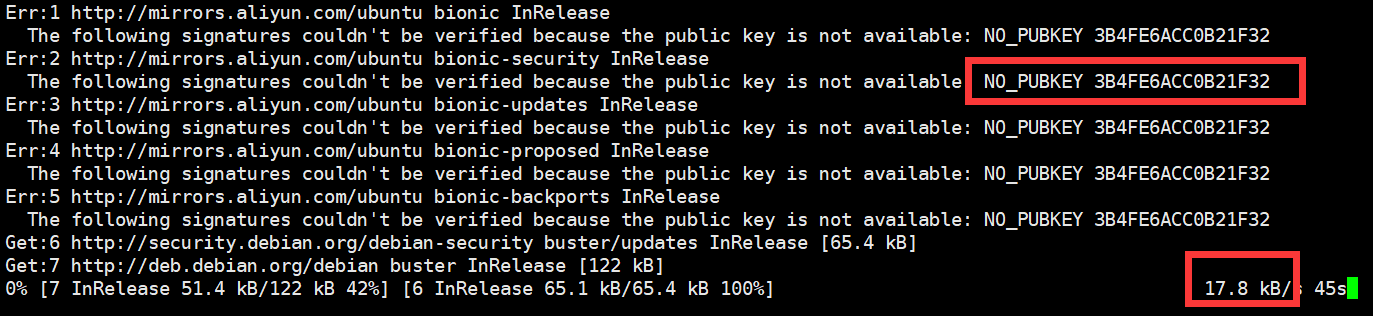 Err:1 http://mirrors.aliyun.com/ubuntu bionic InRelease
  The following signatures couldn't be verified because the public key is not available: NO_PUBKEY 3B4FE6ACC0B21F32
Err:2 http://mirrors.aliyun.com/ubuntu bionic-security InRelease
  The following signatures couldn't be verified because the public key is not available: NO_PUBKEY 3B4FE6ACC0B21F32
Err:3 http://mirrors.aliyun.com/ubuntu bionic-updates InRelease
  The following signatures couldn't be verified because the public key is not available: NO_PUBKEY 3B4FE6ACC0B21F32
Err:4 http://mirrors.aliyun.com/ubuntu bionic-proposed InRelease
  The following signatures couldn't be verified because the public key is not available: NO_PUBKEY 3B4FE6ACC0B21F32
Err:5 http://mirrors.aliyun.com/ubuntu bionic-backports InRelease
  The following signatures couldn't be verified because the public key is not available: NO_PUBKEY 3B4FE6ACC0B21F32
Get:6 http://security.debian.org/debian-security buster/updates InRelease [65.4 kB]
Get:7 http://deb.debian.org/debian buster InRelease [122 kB]
0% [7 InRelease 51.4 kB/122 kB 42%] [6 InRelease 65.1 kB/65.4 kB 100%] 17.8 kB/s 45s